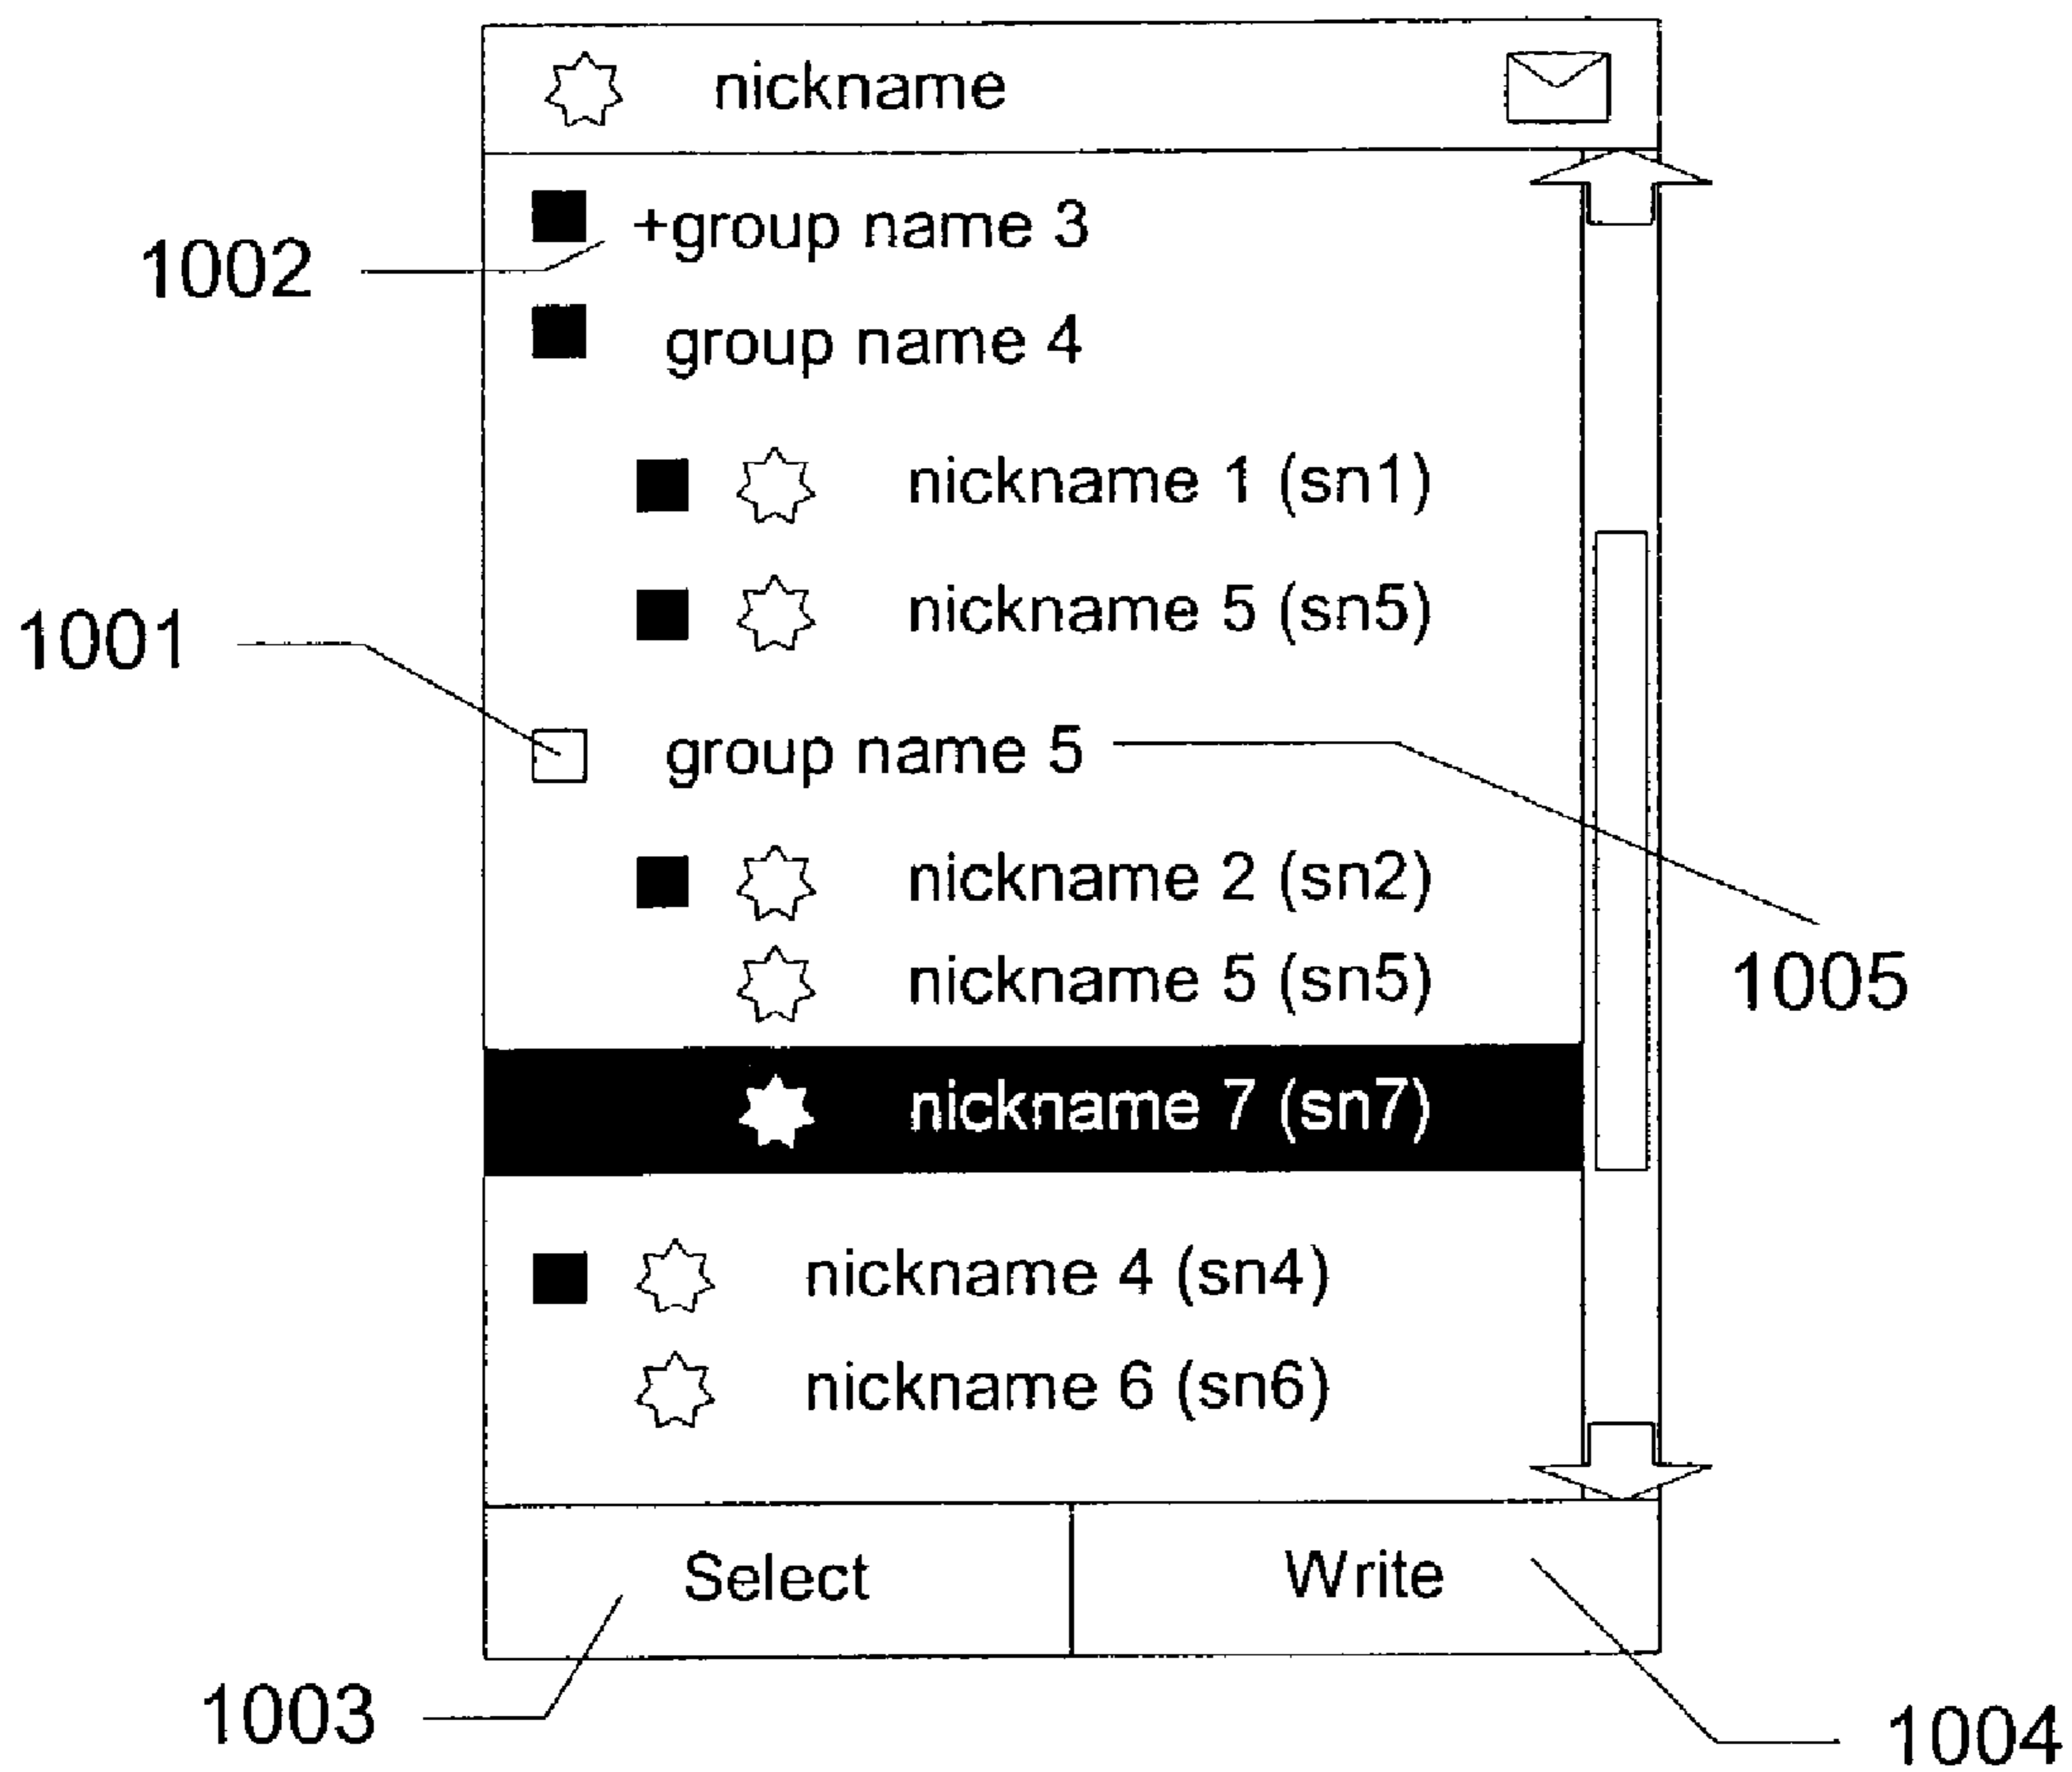 nickname
+group name 3
1002
group name 4
nickname 1 (sn1)
nickname 5 (sn5)
1001
group name 5
nickname 2 (sn2)
nickname 5 (sn5)
1005
nickname 7 (sn7)
nickname 4 (sn4)
nickname 6 (sn6)
Select
Write
1003
1004